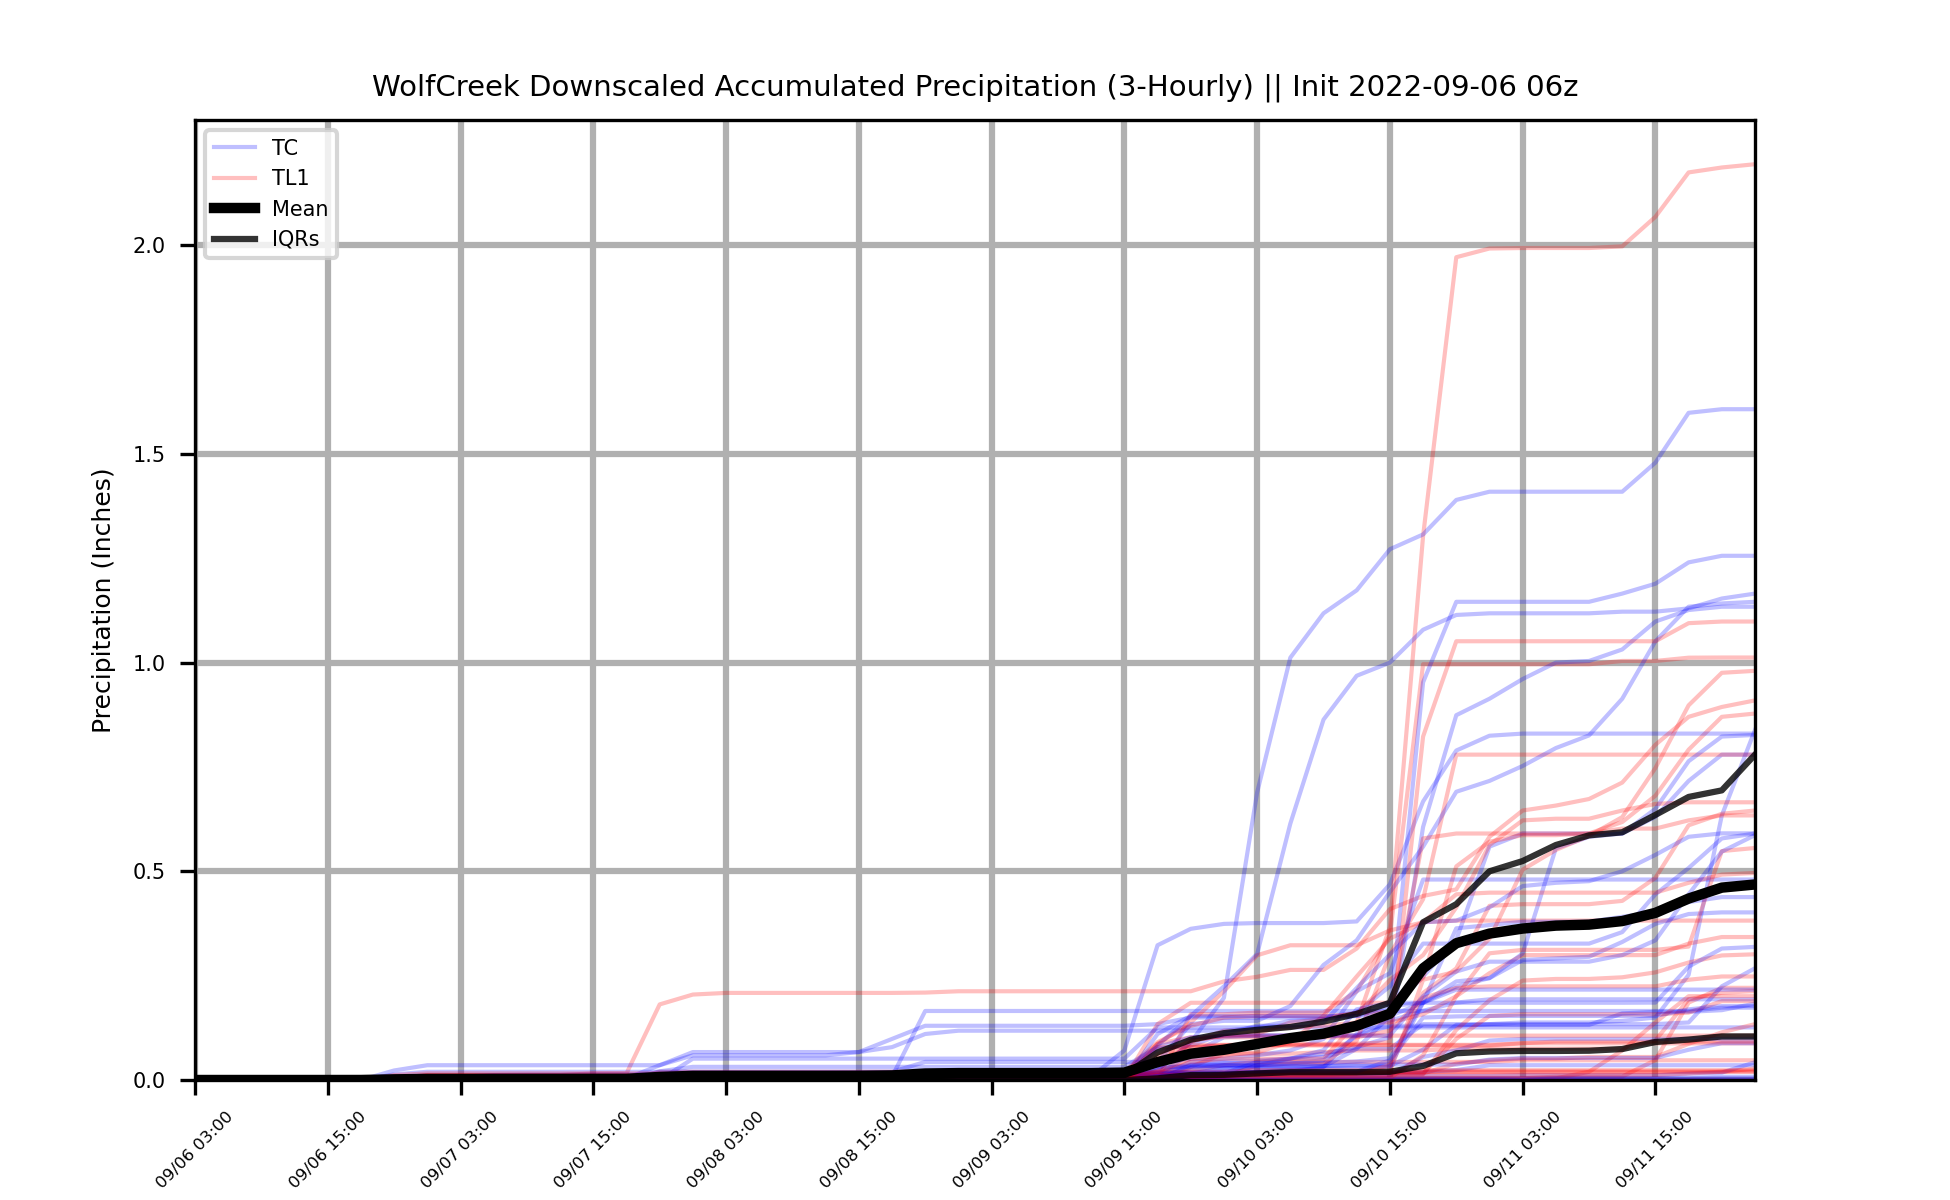 WolfCreek Downscaled Accumulated Precipitation (3-Hourly) || Init 2022-09-06 06z
TC
TL1
Mean
IQRs
Precipitation (Inches)
2.0
1.5
1.0
0.5
0.0
09/06 03:00
09/06 15:00
09/07 03:00
09/07 15:00
09/08 03:00
09/08 15:00
09/09 03:00
09/09 15:00
09/10 03:00
09/10 15:00
09/11 03:00
09/11 15:00